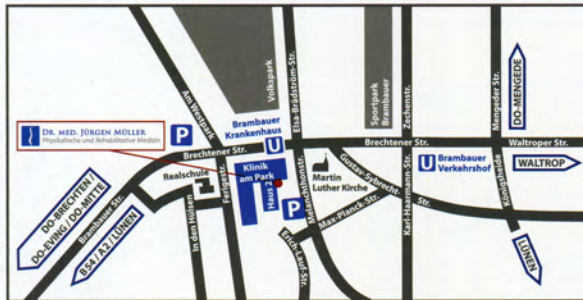 Am Westpark
Volkspark
Elsa-Brädström-Str.
Sportpark
Brambauer
Zechenstr.
Mengeder Str.
DO-MENGEDE
DR. MED. JÜRGEN MÜLLER
Physikalische und Rehabilitative Medizin
P
Brambauer
Krankenhaus
U
Brechtener Str.
Brechtener Str.
Waltroper Str.
Realschule
Klinik
am Park
Haus 2
Martin
Luther Kirche
U
Brambauer
Verkehrshof
WALTROP
Gustav-Sybrecht-
Str.
Ferigstr.
Melanchthonstr.
Karl-Haarmann-Str.
Königsheide
DO-BRECHTEN /
DO-EVING / DO-MITTE
Brambauer Str.
B54 / A2 / LÜNEN
In den Hülsen
P
Max-Planck-Str.
Erich-Lauf-Str.
LÜNEN